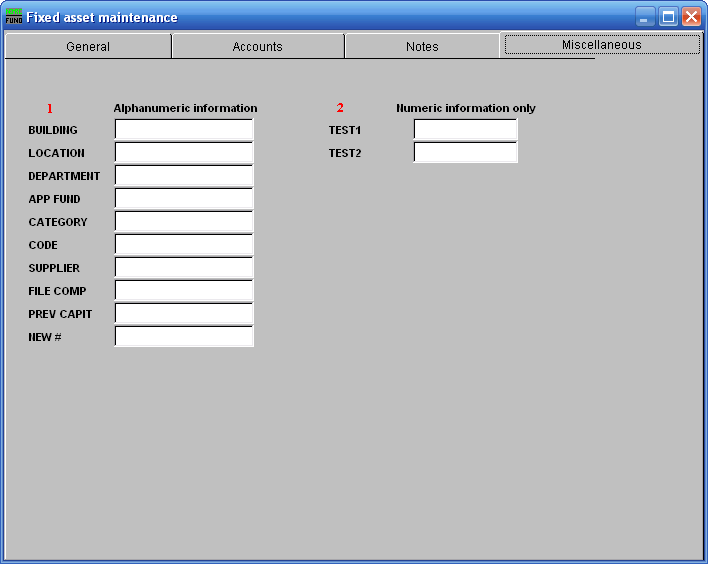 FUND Fixed asset maintenance
General Accounts Notes Miscellaneous
1 Alphanumeric information 2 Numeric information only
BUILDING TEST1
LOCATION TEST2
DEPARTMENT
APP FUND
CATEGORY
CODE
SUPPLIER
FILE COMP
PREV CAPIT
NEW #